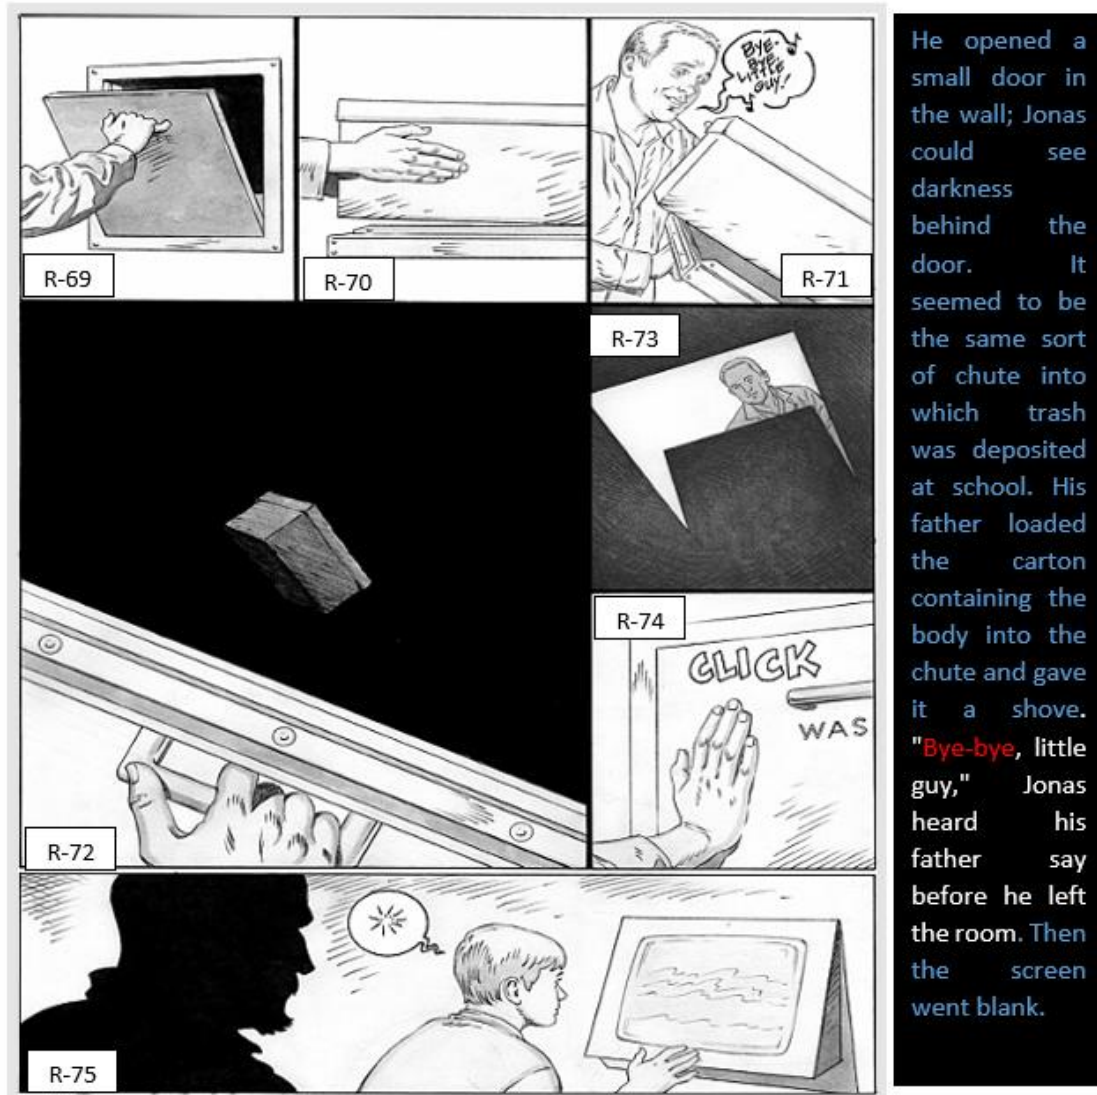 BYE-
BYE,
LITTLE
GUY!
R-69
R-70
R-71
R-73
R-74
CLICK
WAS
R-72
R-75
He opened a
small door in
the wall; Jonas
could see
darkness
behind the
door. It
seemed to be
the same sort
of chute into
which trash
was deposited
at school. His
father loaded
the carton
containing the
body into the
chute and gave
it a shove.
"Bye-bye, little
guy," Jonas
heard his
father say
before he left
the room. Then
the screen
went blank.